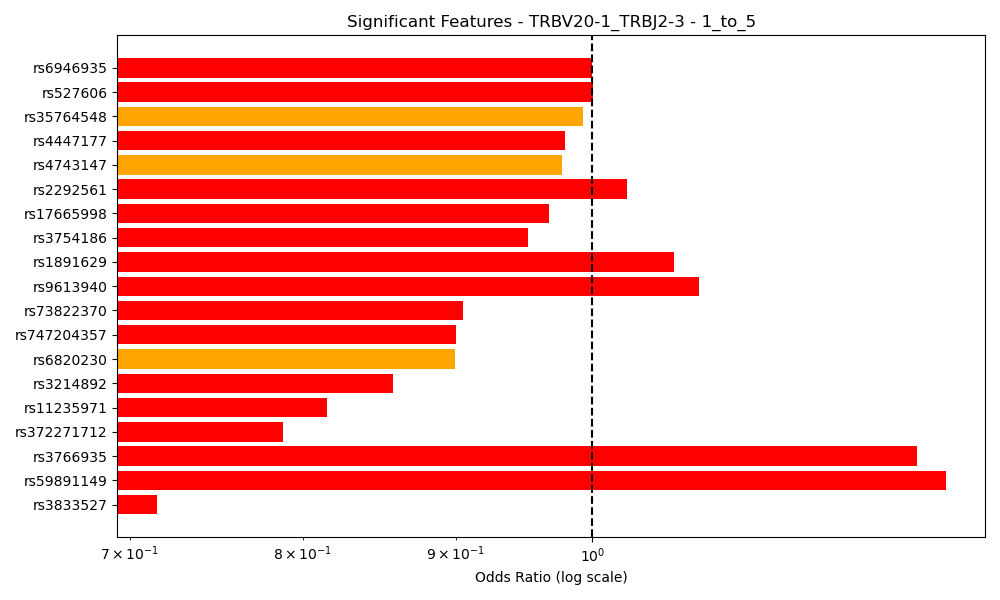 Significant Features - TRBV20-1_TRBJ2-3 - 1_to_5
rs6946935
rs527606
rs35764548
rs4447177
rs4743147
rs2292561
rs17665998
rs3754186
rs1891629
rs9613940
rs73822370
rs747204357
rs6820230
rs3214892
rs11235971
rs372271712
rs3766935
rs59891149
rs3833527
7 × 10⁻¹ 8 × 10⁻¹ 9 × 10⁻¹ 10⁰
Odds Ratio (log scale)